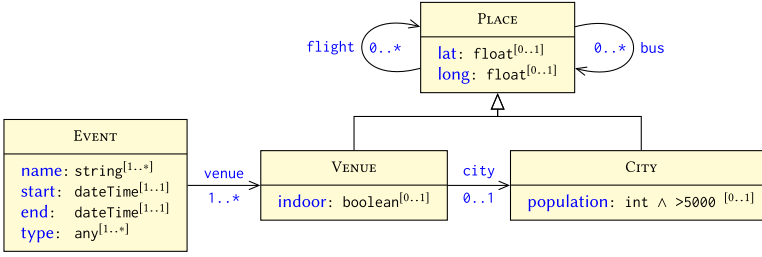 PLACE
lat: float[0..1]
long: float[0..1]
flight 0..*
0..* bus
EVENT
name: string[1..*]
start: dateTime[1..1]
end: dateTime[1..1]
type: any[1..*]
venue
1..*
VENUE
indoor: boolean[0..1]
city
0..1
CITY
population: int ∧ >5000 [0..1]